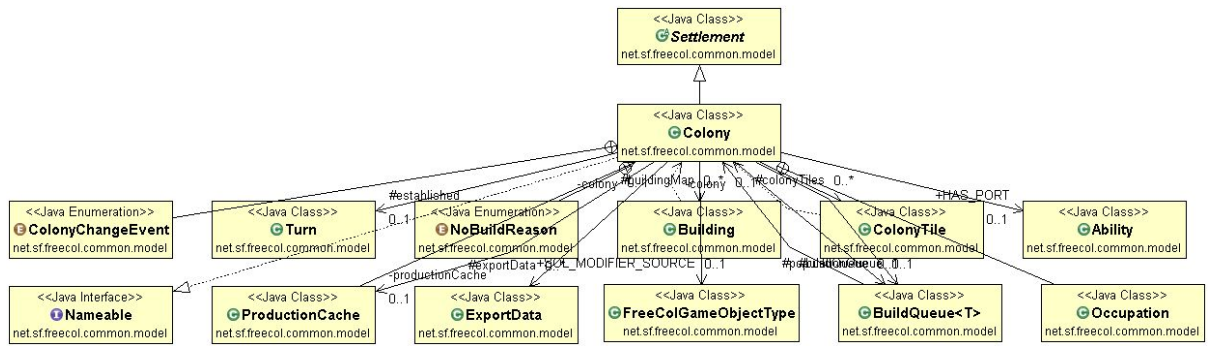 <<Java Class>>
Settlement
net.sf.freecol.common.model
<<Java Class>>
Colony
net.sf.freecol.common.model
-colony
#buildingMap 0..*
-colony 0..1
#colonyTiles 0..*
#established
0..1
+HAS_PORT
0..1
<<Java Enumeration>>
ColonyChangeEvent
net.sf.freecol.common.model
<<Java Class>>
Turn
net.sf.freecol.common.model
<<Java Enumeration>>
NoBuildReason
net.sf.freecol.common.model
<<Java Class>>
Building
net.sf.freecol.common.model
<<Java Class>>
ColonyTile
net.sf.freecol.common.model
<<Java Class>>
Ability
net.sf.freecol.common.model
-productionCache
0..1
#exportData
+SOL_MODIFIER_SOURCE 0..1
0..1
<<Java Interface>>
Nameable
net.sf.freecol.common.model
<<Java Class>>
ProductionCache
net.sf.freecol.common.model
<<Java Class>>
ExportData
net.sf.freecol.common.model
<<Java Class>>
FreeColGameObjectType
net.sf.freecol.common.model
<<Java Class>>
BuildQueue<T>
net.sf.freecol.common.model
<<Java Class>>
Occupation
net.sf.freecol.common.model